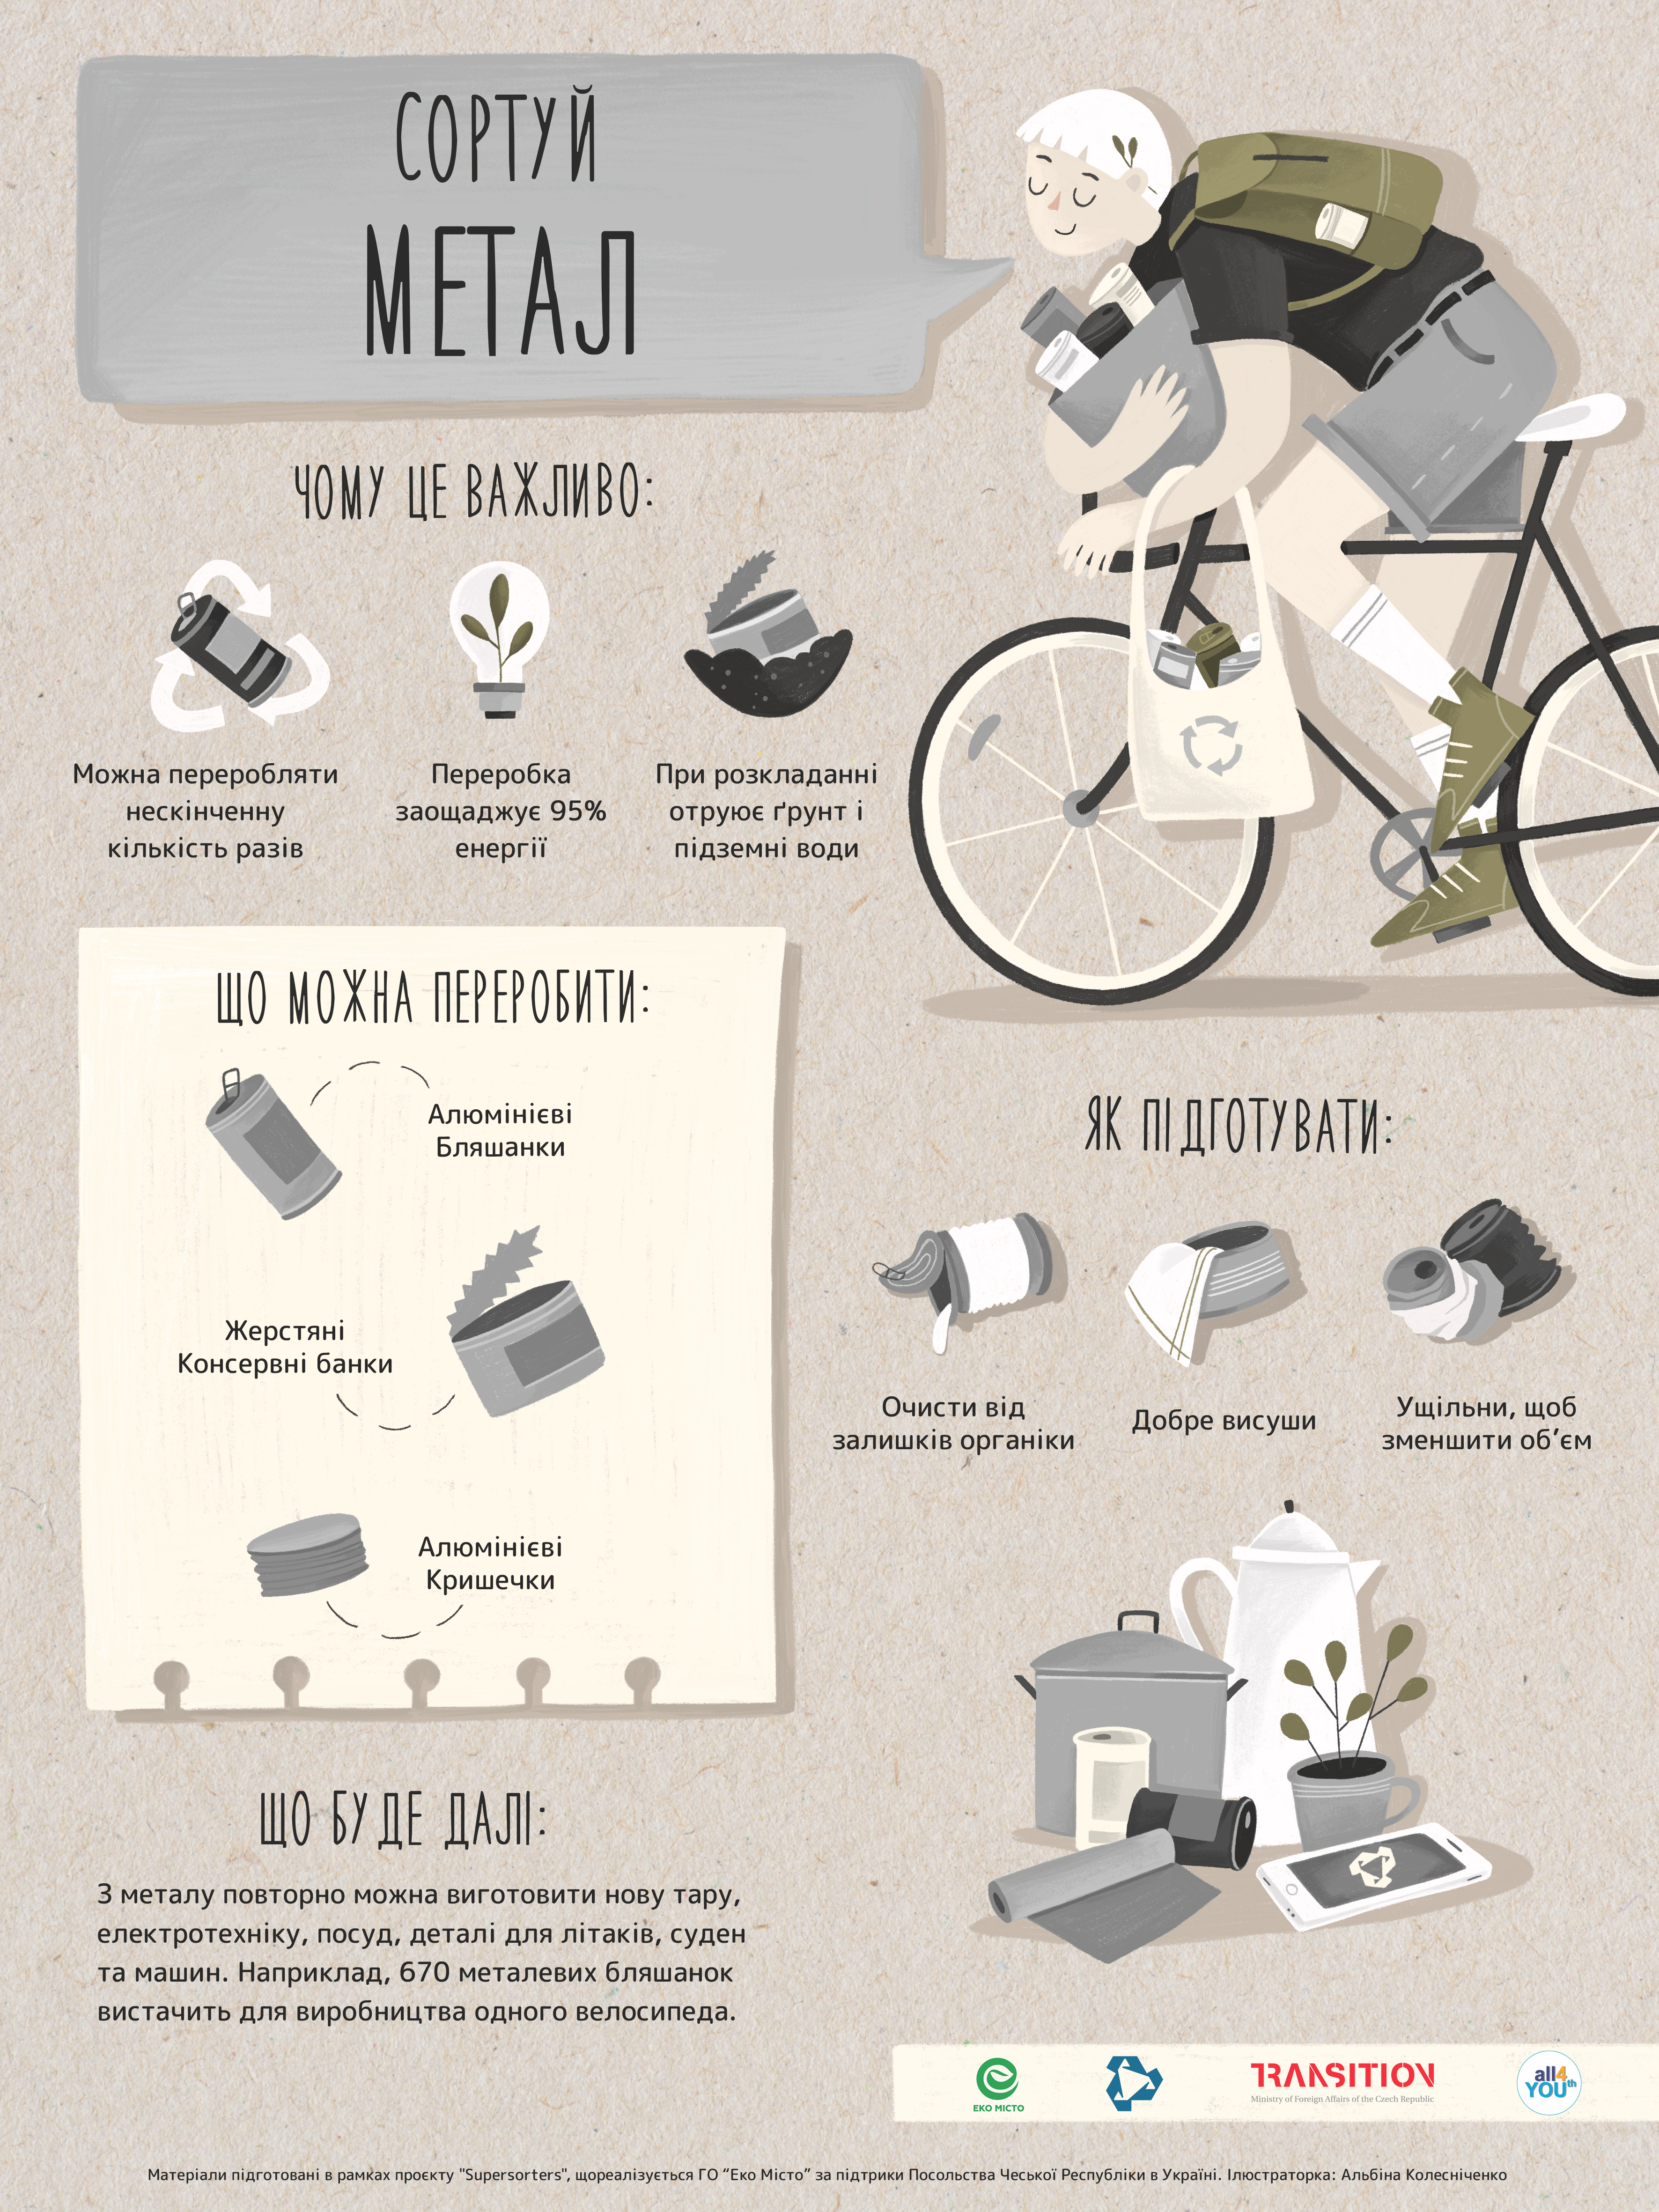 СОРТУЙ
МЕТАЛ
ЧОМУ ЦЕ ВАЖЛИВО:
Можна переробляти
нескінченну
кількість разів
Переробка
заощаджує 95%
енергії
При розкладанні
отруює ґрунт і
підземні води
ЩО МОЖНА ПЕРЕРОБИТИ:
Алюмінієві
Бляшанки
Жерстяні
Консервні банки
Алюмінієві
Кришечки
ЯК ПІДГОТУВАТИ:
Очисти від
залишків органіки
Добре висуши
Ущільни, щоб
зменшити об’єм
ЩО БУДЕ ДАЛІ:
З металу повторно можна виготовити нову тару,
електротехніку, посуд, деталі для літаків, суден
та машин. Наприклад, 670 металевих бляшанок
вистачить для виробництва одного велосипеда.
ЕКО МІСТО
TRANSITION
Ministry of Foreign Affairs of the Czech Republic
all4
YOUth
Матеріали підготовані в рамках проєкту "Supersorters", щореалізується ГО “Еко Місто” за підтрики Посольства Чеської Республіки в Україні. Ілюстраторка: Альбіна Колесніченко